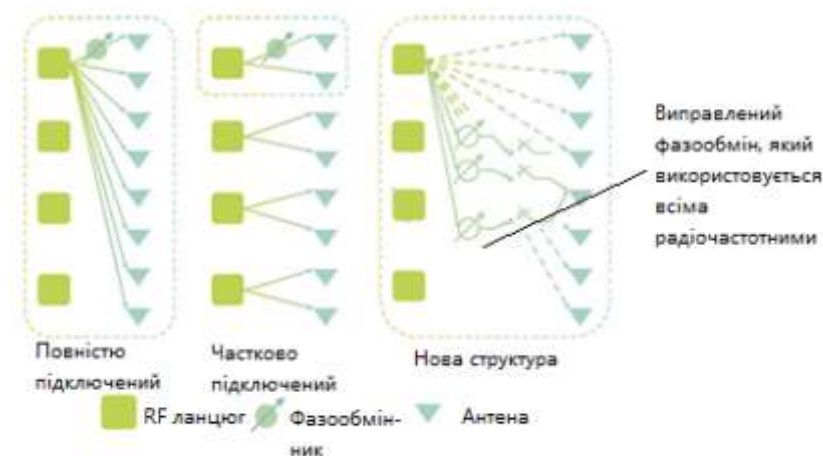 Виправлений
фазообмін, який
використовується
всіма
радіочастотними
Повністю
підключений
Частково
підключений
Нова структура
RF ланцюг
Фазообмін-
ник
Антена